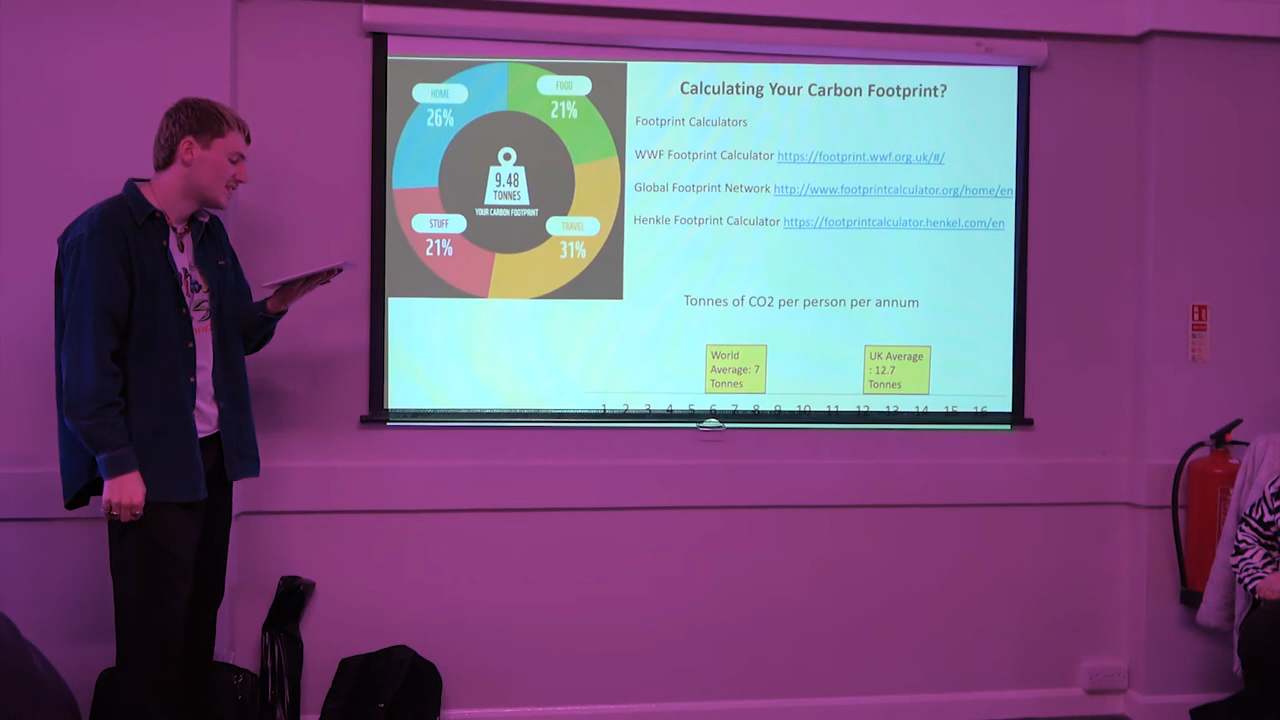 Calculating Your Carbon Footprint?
HOME
26%
FOOD
21%
9.48
TONNES
YOUR CARBON FOOTPRINT
STUFF
21%
TRAVEL
31%
Footprint Calculators
WWF Footprint Calculator https://footprint.wwf.org.uk/#/
Global Footprint Network http://www.footprintcalculator.org/home/en
Henkle Footprint Calculator https://footprintcalculator.henkel.com/en
Tonnes of CO2 per person per annum
World
Average: 7
Tonnes
UK Average
: 12.7
Tonnes
1 2 3 4 5 6 7 8 9 10 11 12 13 14 15 16